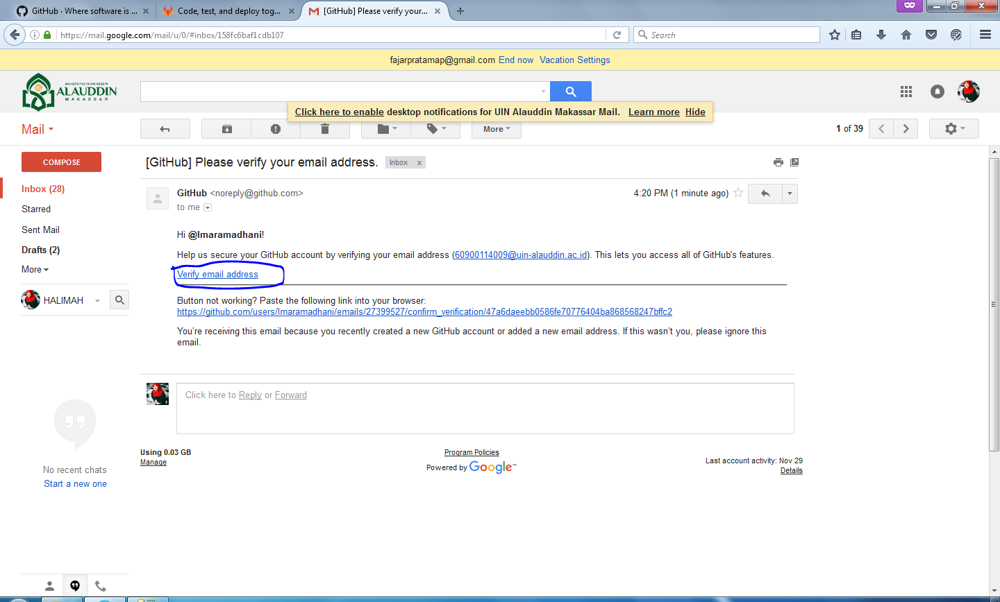 GitHub · Where software is ...
Code, test, and deploy tog...
[GitHub] Please verify your...
https://mail.google.com/mail/u/0/#inbox/158fc6baf1cdb107
Search
fajarpratamap@gmail.com End now Vacation Settings
UNIVERSITAS ISLAM NEGERI
ALAUDDIN
MAKASSAR
Click here to enable desktop notifications for UIN Alauddin Makassar Mail. Learn more Hide
Mail
More
1 of 39
COMPOSE
Inbox (28)
Starred
Sent Mail
Drafts (2)
More
HALIMAH
No recent chats
Start a new one
[GitHub] Please verify your email address.
Inbox x
GitHub <noreply@github.com>
4:20 PM (1 minute ago)
to me
Hi @lmaramadhani!
Help us secure your GitHub account by verifying your email address (60900114009@uin-alauddin.ac.id). This lets you access all of GitHub's features.
Verify email address
Button not working? Paste the following link into your browser:
https://github.com/users/lmaramadhani/emails/27399527/confirm_verification/47a6daeebb0586fe70776404ba868568247bffc2
You’re receiving this email because you recently created a new GitHub account or added a new email address. If this wasn’t you, please ignore this
email.
Click here to Reply or Forward
Using 0.03 GB
Manage
Program Policies
Powered by Google™
Last account activity: Nov 29
Details